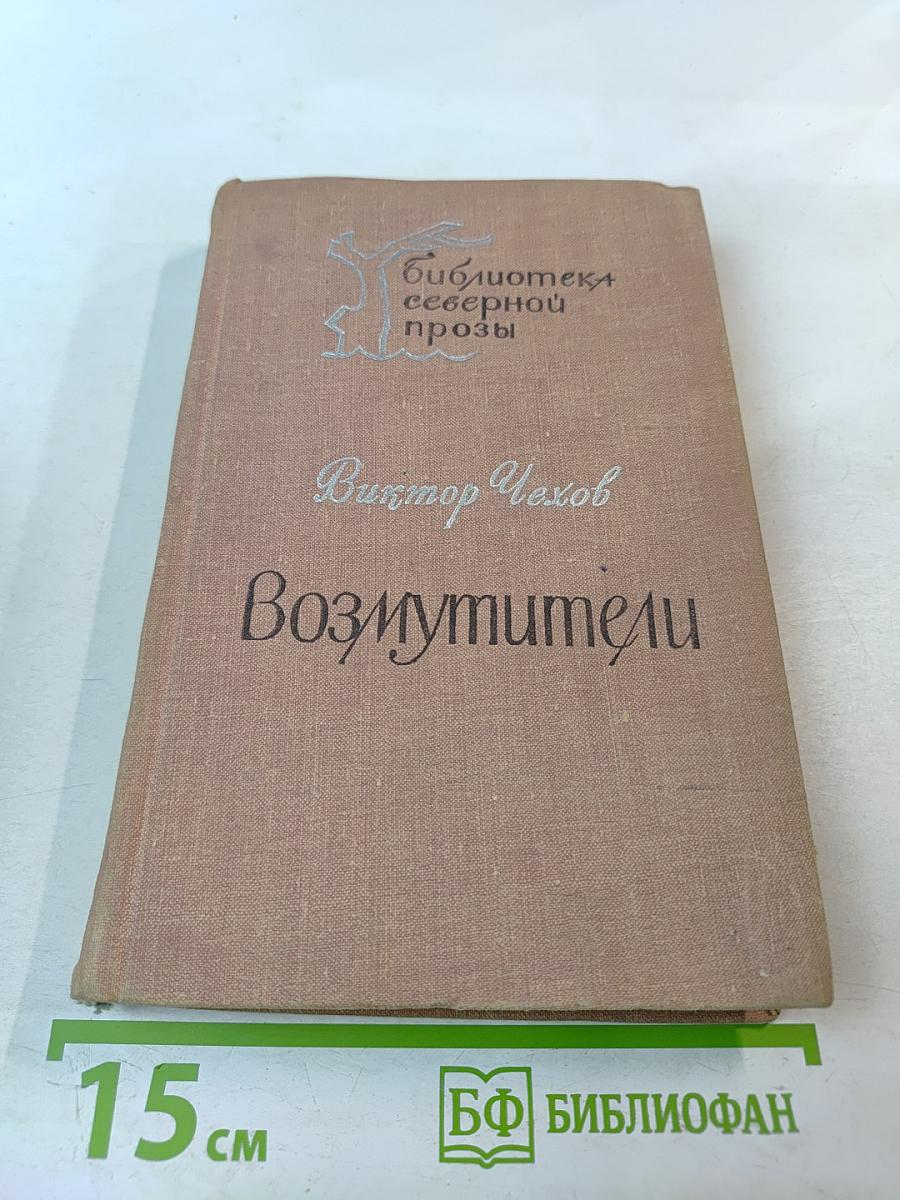 библиотека
северной
прозы
Виктор Чехов
Возмутители
15 см
БФ БИБЛИОФАН